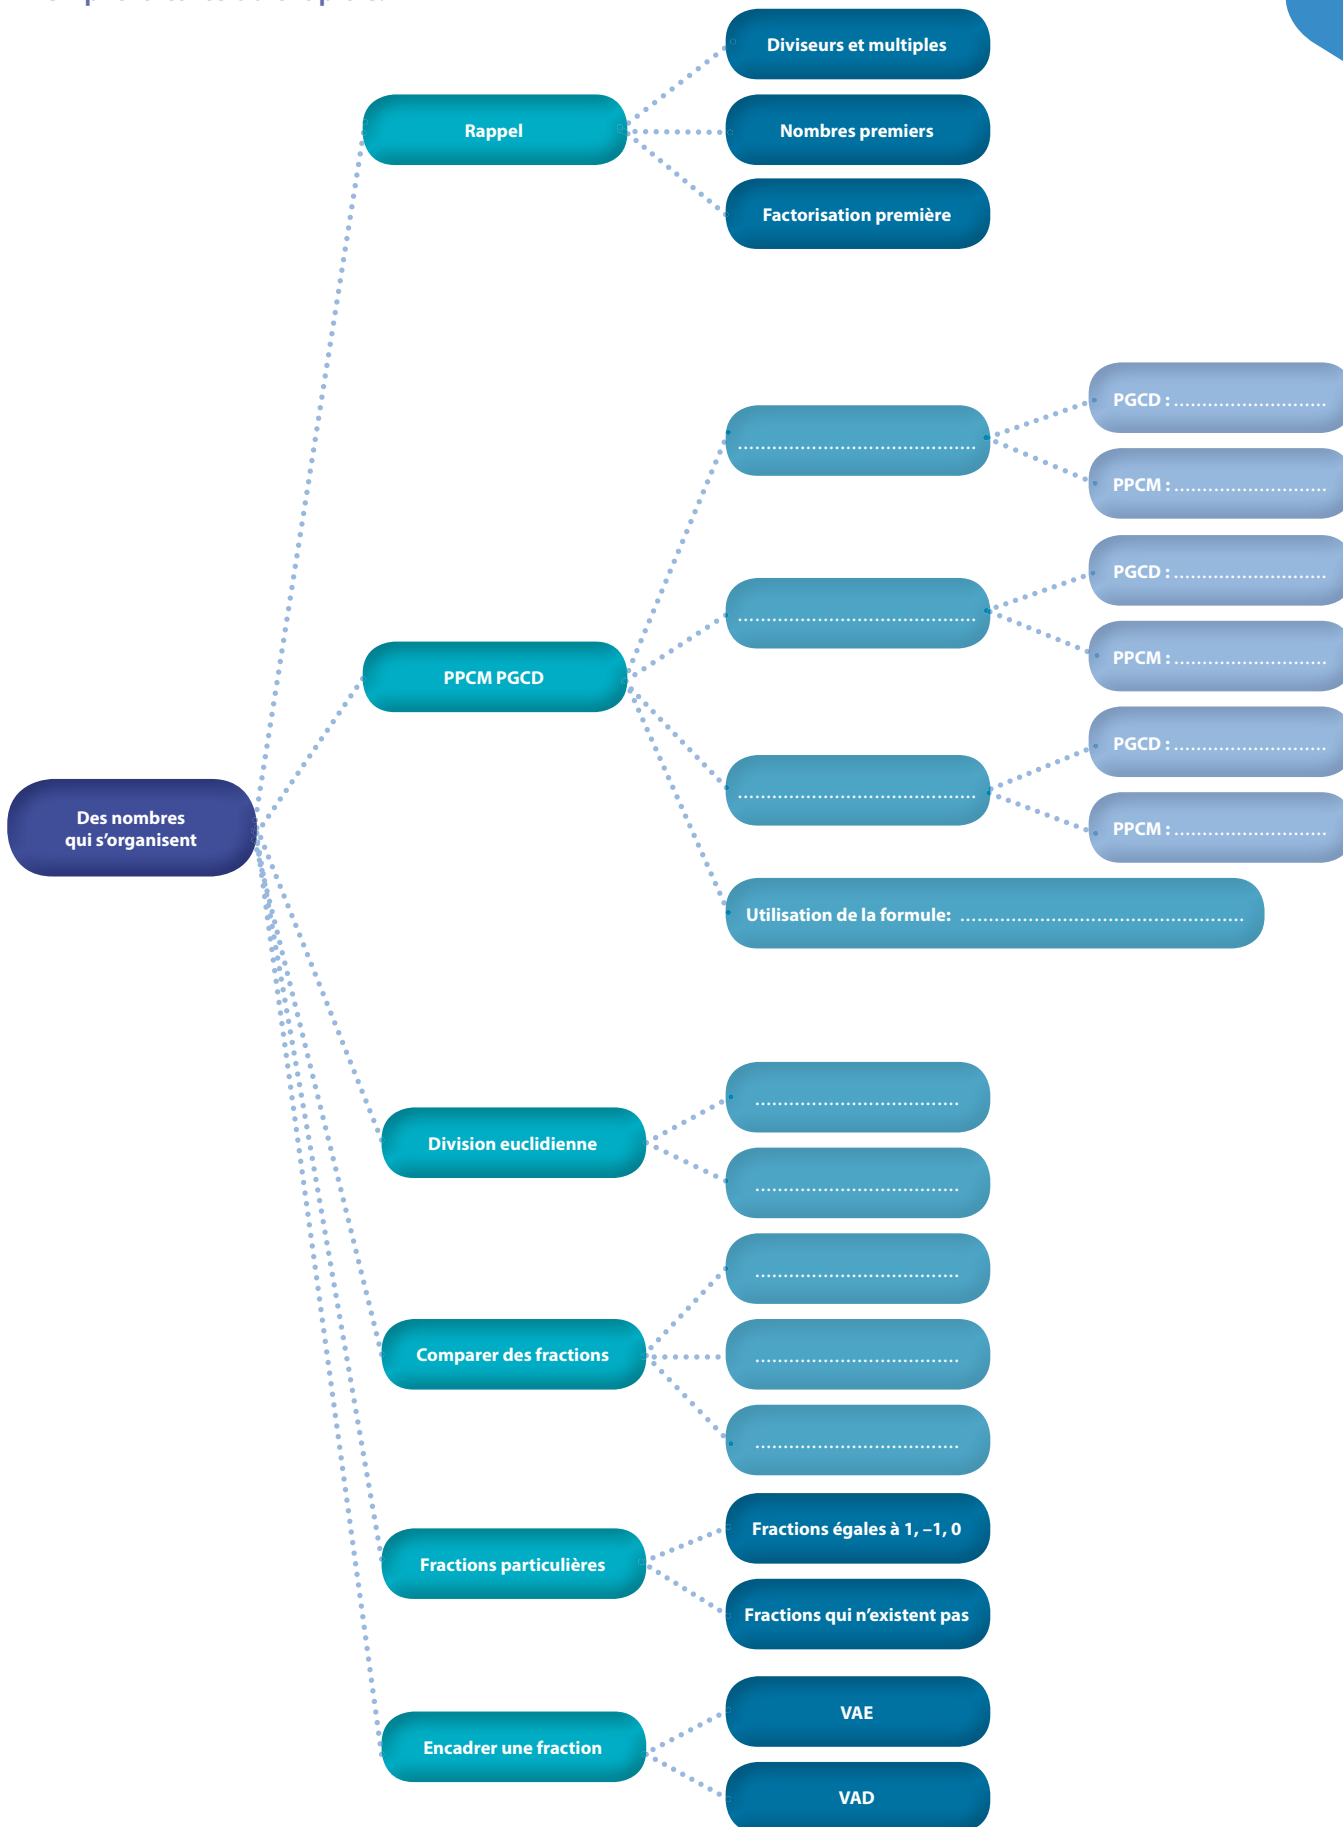 Diviseurs et multiples
Rappel
Nombres premiers
Factorisation première
PGCD : ...........................
..........................................
PPCM : ...........................
PGCD : ...........................
..........................................
PPCM : ...........................
PPCM PGCD
PGCD : ...........................
..........................................
PPCM : ...........................
Des nombres
qui s’organisent
Utilisation de la formule: ..................................................
....................................
Division euclidienne
....................................
....................................
Comparer des fractions
....................................
....................................
Fractions égales à 1, –1, 0
Fractions particulières
Fractions qui n’existent pas
VAE
Encadrer une fraction
VAD